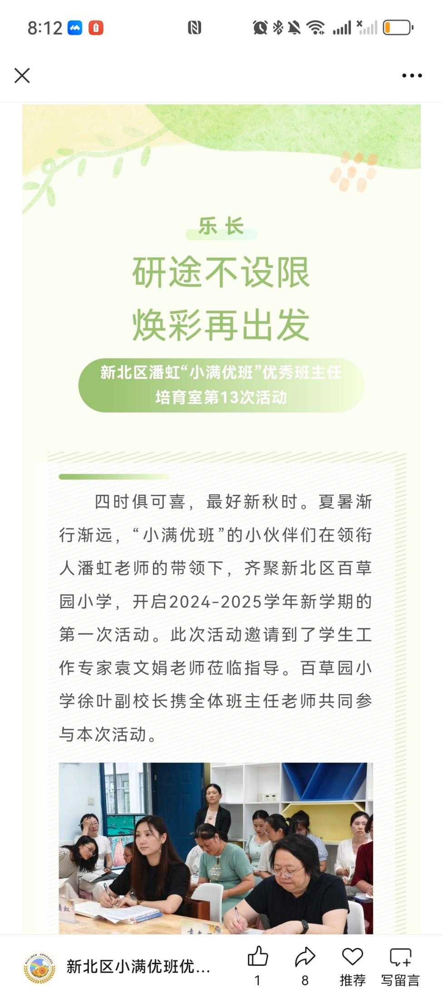 8:12
乐长
研途不设限
焕彩再出发
新北区潘虹“小满优班”优秀班主任
培育室第13次活动
四时俱可喜，最好新秋时。夏暑渐
行渐远，“小满优班”的小伙伴们在领衔
人潘虹老师的带领下，齐聚新北区百草
园小学，开启2024-2025学年新学期的
第一次活动。此次活动邀请到了学生工
作专家袁文娟老师莅临指导。百草园小
学徐叶副校长携全体班主任老师共同参
与本次活动。
虹
新北区小满优班优...
1
8
推荐
写留言